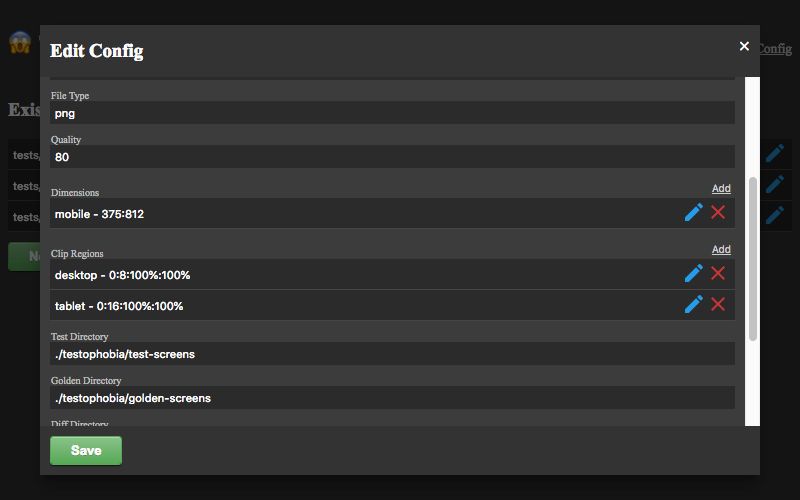 Edit Config
×
Config
Exis
File Type
png
tests,
Quality
80
tests,
Dimensions
Add
mobile - 375:812
tests,
Clip Regions
Add
desktop - 0:8:100%:100%
tablet - 0:16:100%:100%
Test Directory
./testophobia/test-screens
Golden Directory
./testophobia/golden-screens
Diff Directory
Save